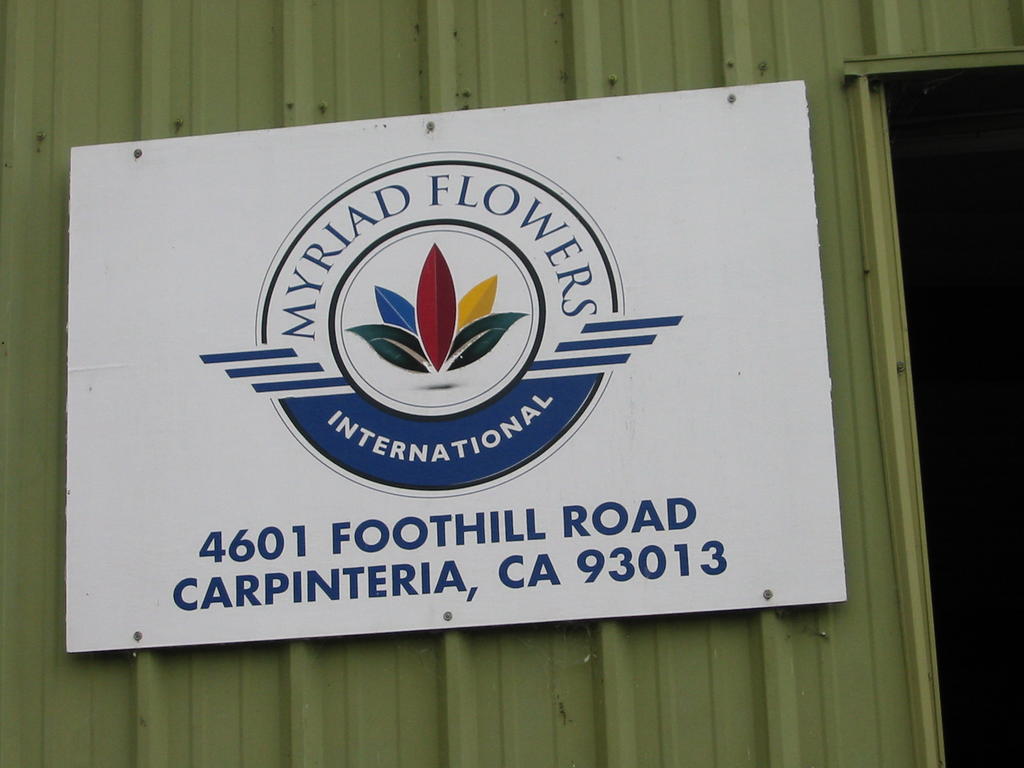 MYRIAD FLOWERS
INTERNATIONAL
4601 FOOTHILL ROAD
CARPINTERIA, CA 93013